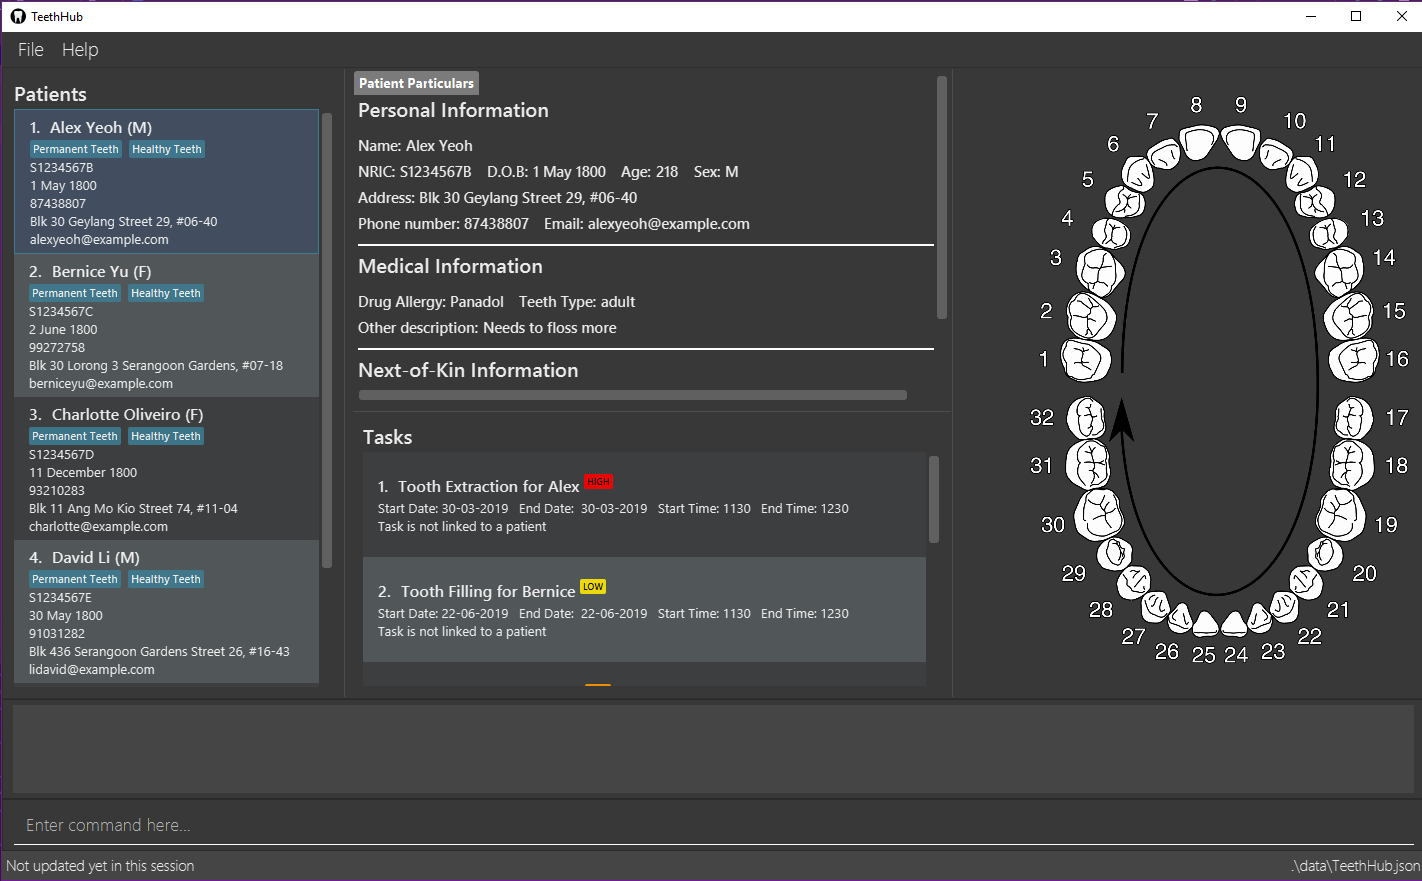 TeethHub
File Help
Patients
1. Alex Yeoh (M)
Permanent Teeth Healthy Teeth
S1234567B
1 May 1800
87438807
Blk 30 Geylang Street 29, #06-40
alexyeoh@example.com
2. Bernice Yu (F)
Permanent Teeth Healthy Teeth
S1234567C
2 June 1800
99272758
Blk 30 Lorong 3 Serangoon Gardens, #07-18
berniceyu@example.com
3. Charlotte Oliveiro (F)
Permanent Teeth Healthy Teeth
S1234567D
11 December 1800
93210283
Blk 11 Ang Mo Kio Street 74, #11-04
charlotte@example.com
4. David Li (M)
Permanent Teeth Healthy Teeth
S1234567E
30 May 1800
91031282
Blk 436 Serangoon Gardens Street 26, #16-43
lidavid@example.com
Patient Particulars
Personal Information
Name: Alex Yeoh
NRIC: S1234567B D.O.B: 1 May 1800 Age: 218 Sex: M
Address: Blk 30 Geylang Street 29, #06-40
Phone number: 87438807 Email: alexyeoh@example.com
Medical Information
Drug Allergy: Panadol Teeth Type: adult
Other description: Needs to floss more
Next-of-Kin Information
Tasks
1. Tooth Extraction for Alex HIGH
Start Date: 30-03-2019 End Date: 30-03-2019 Start Time: 1130 End Time: 1230
Task is not linked to a patient
2. Tooth Filling for Bernice LOW
Start Date: 22-06-2019 End Date: 22-06-2019 Start Time: 1130 End Time: 1230
Task is not linked to a patient
1
2
3
4
5
6
7
8
9
10
11
12
13
14
15
16
17
18
19
20
21
22
23
24
25
26
27
28
29
30
31
32
Enter command here...
Not updated yet in this session
.\data\TeethHub.json